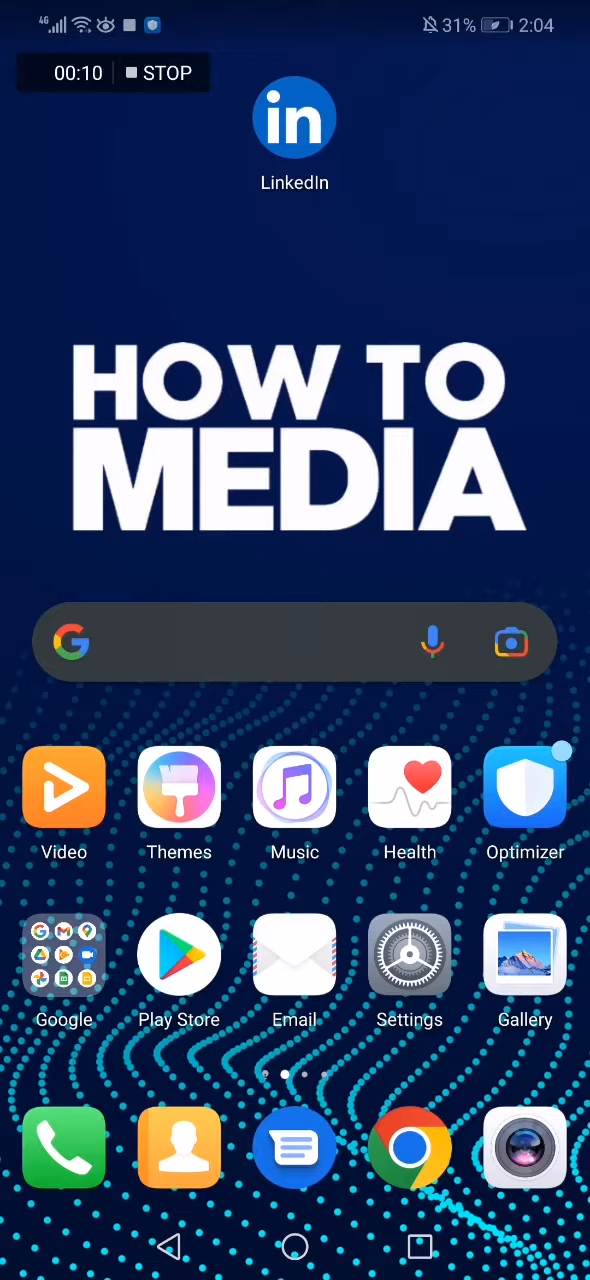 4G 31% 2:04
00:10 STOP
in
LinkedIn
HOW TO
MEDIA
Video Themes Music Health Optimizer
Google Play Store Email Settings Gallery